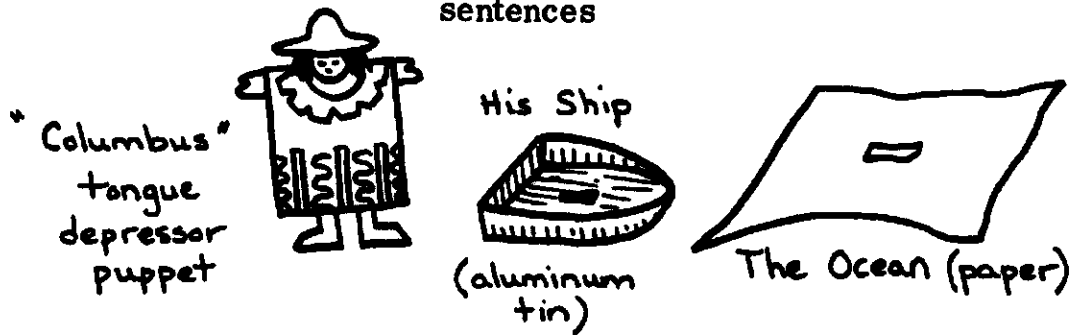 sentences
"Columbus"
tongue
depressor
puppet
His Ship
(aluminum
tin)
The Ocean (paper)